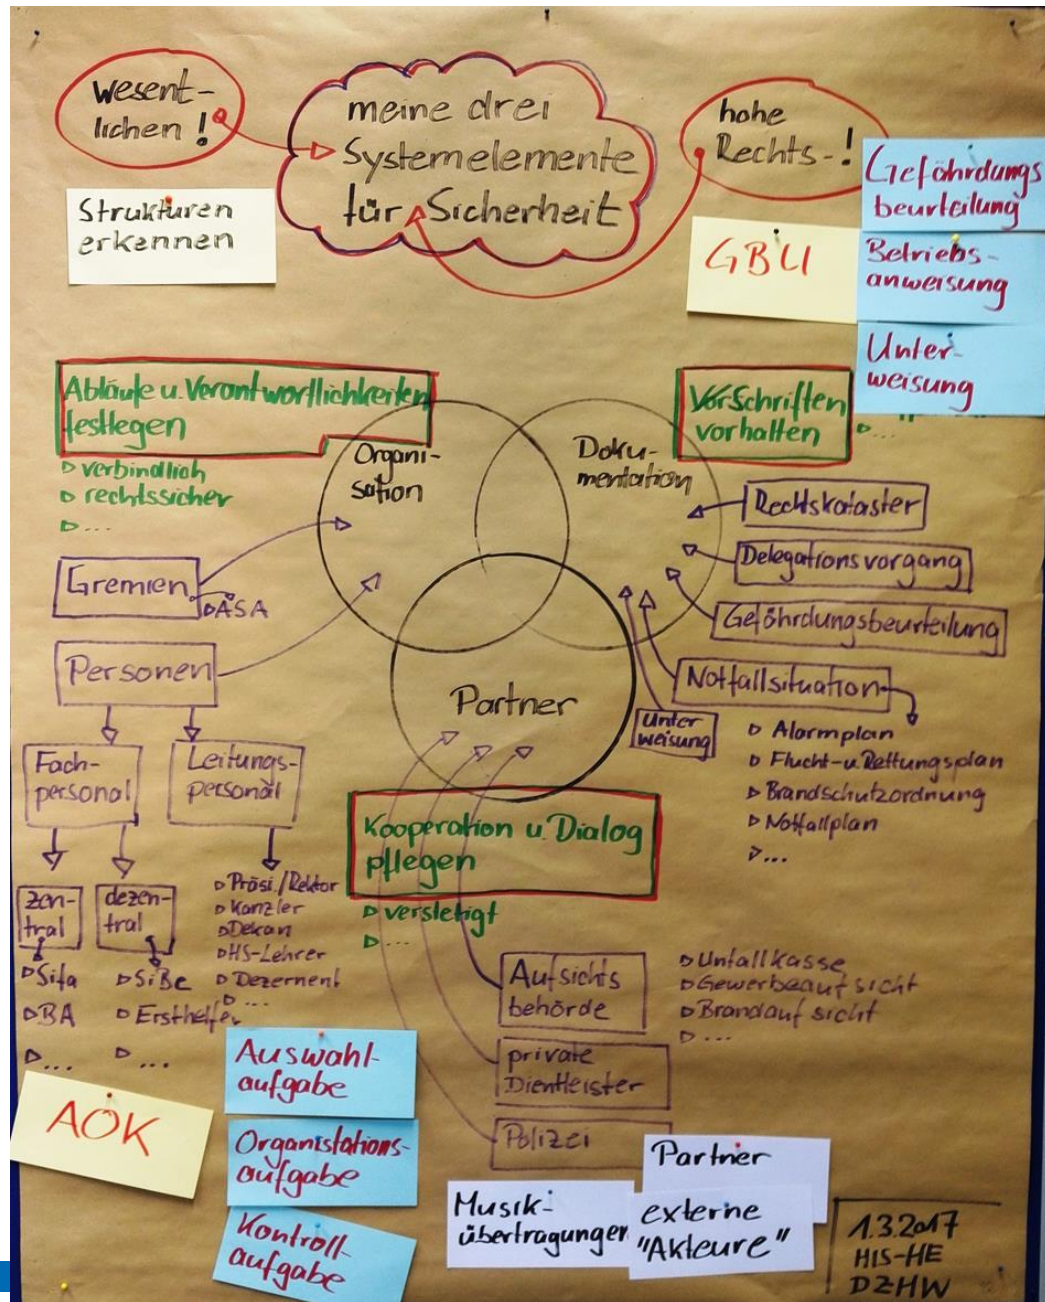 wesent-
lichen !
meine drei
Systemelemente
für Sicherheit
hohe
Rechts-!
Strukturen
erkennen
GBU
Gefährdungs
beurteilung
Betriebs-
anweisung
Unter-
weisung
Abläufe u. Verantwortlichkeiten
festlegen
▷ verbindlich
▷ rechtssicher
▷ ...
Organi-
sation
Doku-
mentation
Vorschriften
vorhalten
▷ ...
Gremien
▷ ASA
Personen
Fach-
personal
Leitungs-
personal
zen-
tral
dezen-
tral
▷ Sifa
▷ BA
▷ ...
▷ SiBe
▷ Ersthelfer
▷ ...
▷ Präsi./Rektor
▷ Kanzler
▷ Dekan
▷ HS-Lehrer
▷ Dezernent
▷ ...
Rechtskataster
Delegationsvorgang
Gefährdungsbeurteilung
Notfallsituation
Unter
weisung
▷ Alarmplan
▷ Flucht-u. Rettungsplan
▷ Brandschutzordnung
▷ Notfallplan
▷ ...
Partner
Kooperation u. Dialog
pflegen
▷ verstetigt
▷ ...
Aufsichts
behörde
▷ Unfallkasse
▷ Gewerbeaufsicht
▷ Brandaufsicht
▷ ...
private
Dientleister
Polizei
AOK
Auswahl-
aufgabe
Organistations-
aufgabe
Kontroll-
aufgabe
Musik-
übertragungen
Partner
externe
"Akteure"
1.3.2017
HIS-HE
DZHW